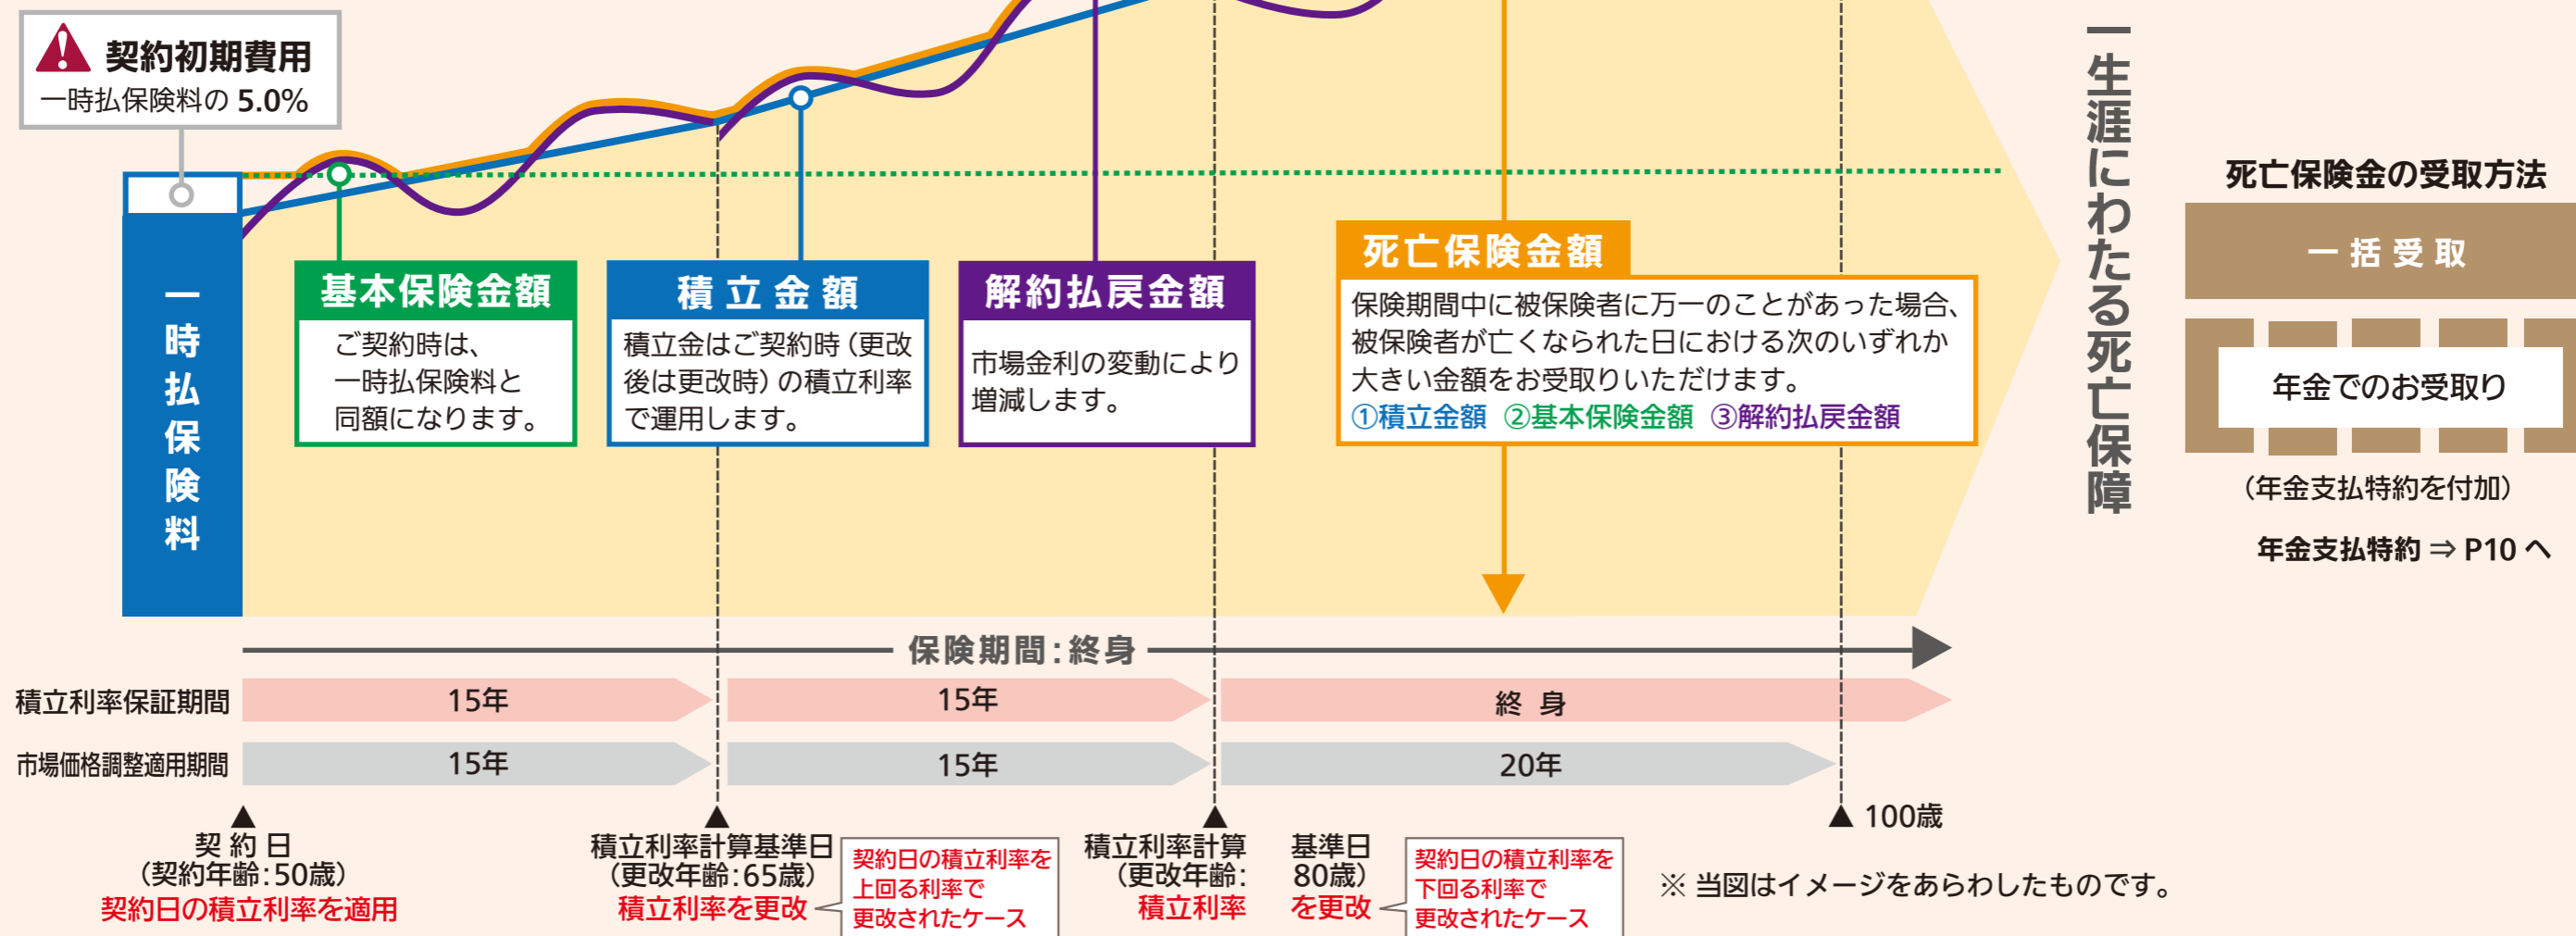 契約初期費用
一時払保険料の 5.0%
一時払保険料
基本保険金額
ご契約時は、
一時払保険料と
同額になります。
積立金額
積立金はご契約時（更改
後は更改時）の積立利率
で運用します。
解約払戻金額
市場金利の変動により
増減します。
死亡保険金額
保険期間中に被保険者に万一のことがあった場合、
被保険者が亡くなられた日における次のいずれか
大きい金額をお受取りいただけます。
①積立金額 ②基本保険金額 ③解約払戻金額
一生涯にわたる死亡保障
死亡保険金の受取方法
一括受取
年金でのお受取り
（年金支払特約を付加）
年金支払特約 ⇒ P10 へ
保険期間：終身
積立利率保証期間 15年 15年 終身
市場価格調整適用期間 15年 15年 20年
▲
契約日
（契約年齢：50歳）
契約日の積立利率を適用
▲
積立利率計算基準日
（更改年齢：65歳）
積立利率を更改
契約日の積立利率を
上回る利率で
更改されたケース
▲
積立利率計算 基準日
（更改年齢： 80歳）
積立利率 を更改
契約日の積立利率を
下回る利率で
更改されたケース
▲ 100歳
※ 当図はイメージをあらわしたものです。